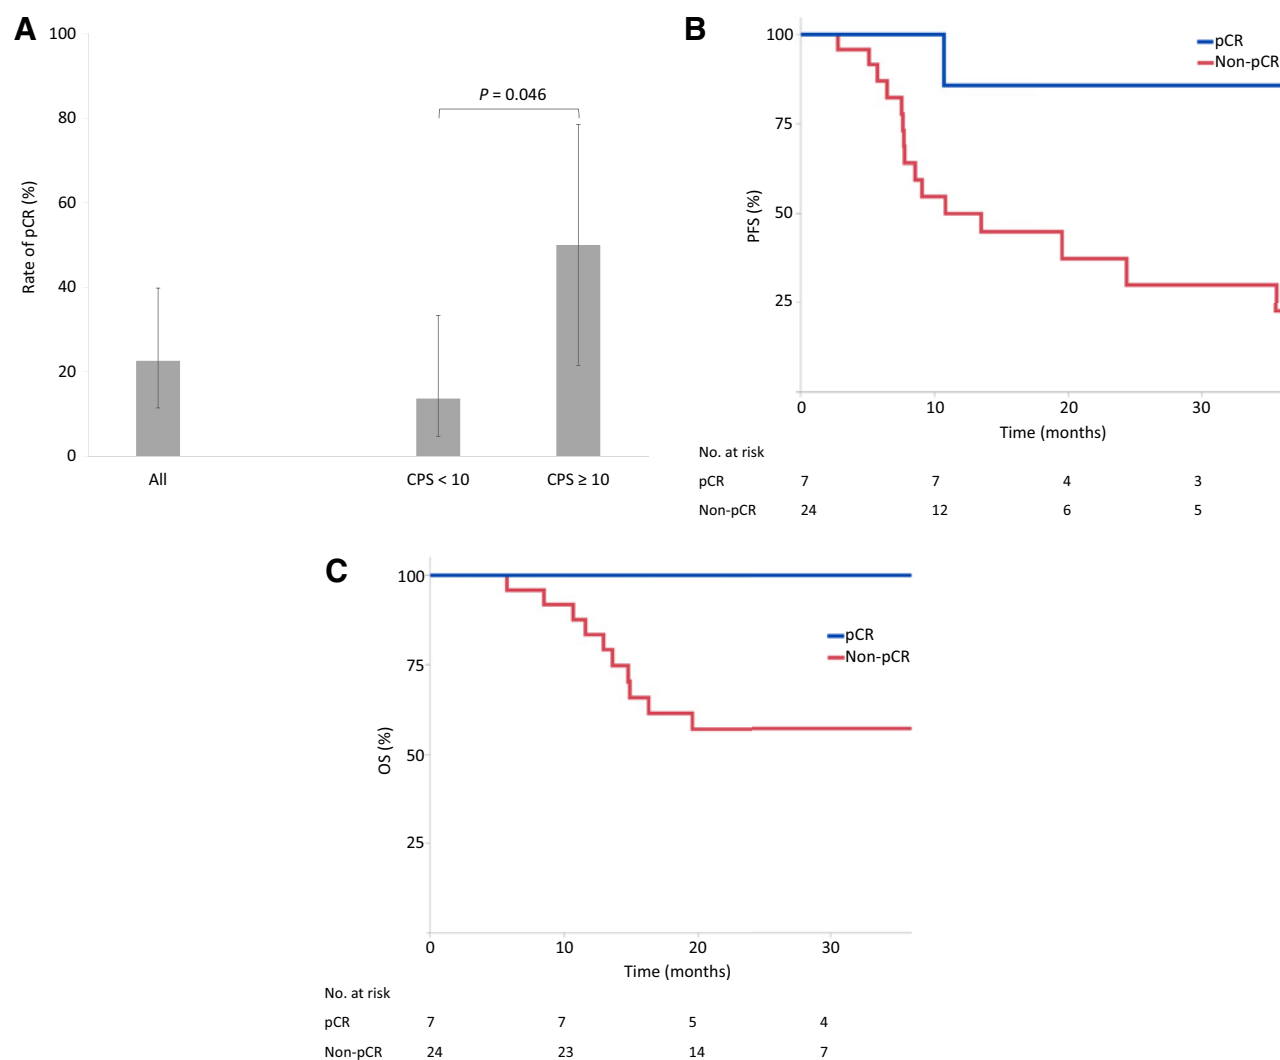 A
100
80
60
40
20
0
Rate of pCR (%)
P = 0.046
All
CPS < 10
CPS ≥ 10
B
100
75
50
25
PFS (%)
pCR
Non-pCR
0 10 20 30
Time (months)
No. at risk
pCR 7 7 4 3
Non-pCR 24 12 6 5
C
100
75
50
25
OS (%)
pCR
Non-pCR
0 10 20 30
Time (months)
No. at risk
pCR 7 7 5 4
Non-pCR 24 23 14 7